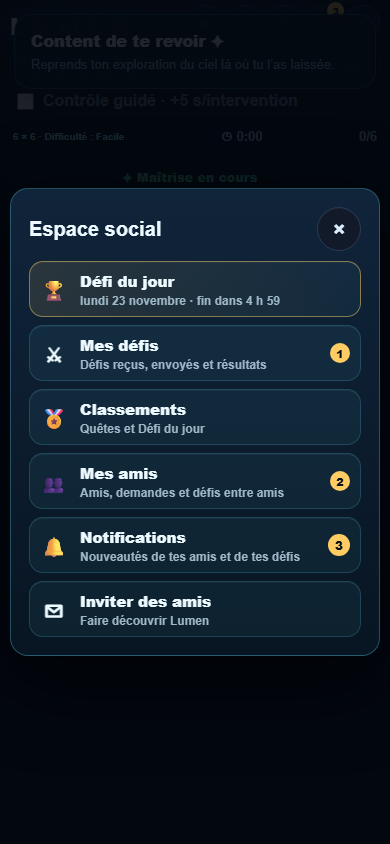 Content de te revoir ✦
Reprends ton exploration du ciel là où tu l'as laissée.
Contrôle guidé · +5 s/intervention
6 × 6 · Difficulté : Facile
0:00
0/6
✦ Maîtrise en cours
Espace social
×
Défi du jour
lundi 23 novembre · fin dans 4 h 59
Mes défis
Défis reçus, envoyés et résultats
1
Classements
Quêtes et Défi du jour
Mes amis
Amis, demandes et défis entre amis
2
Notifications
Nouveautés de tes amis et de tes défis
3
Inviter des amis
Faire découvrir Lumen